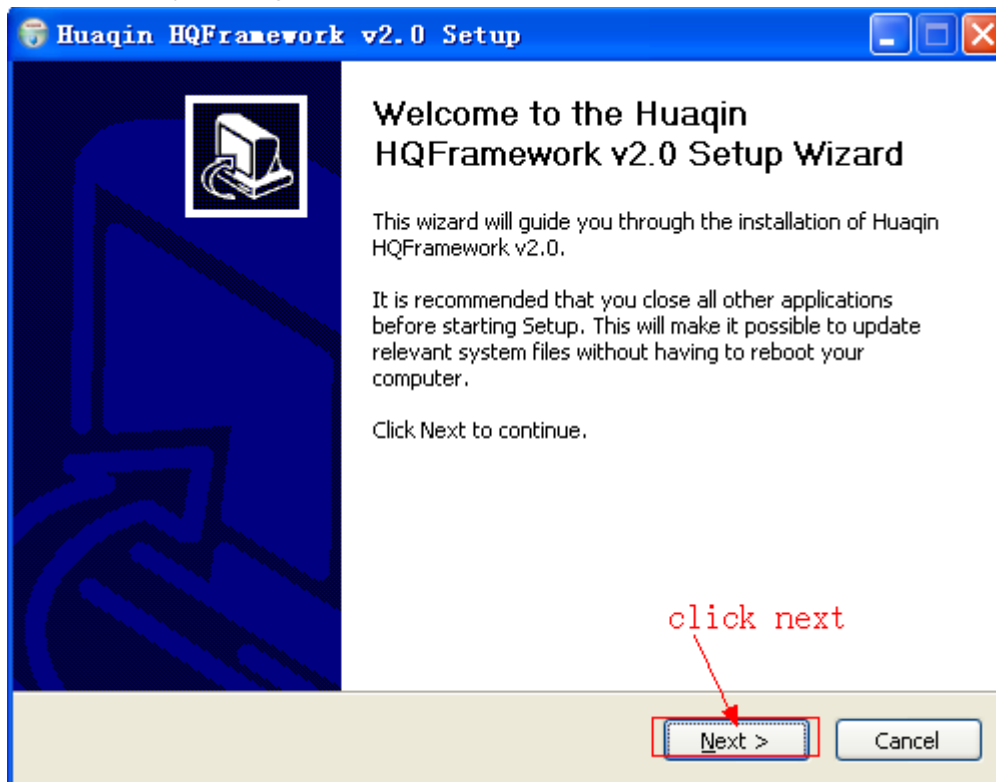 Huaqin HQFramework v2.0 Setup
Welcome to the Huaqin
HQFramework v2.0 Setup Wizard
This wizard will guide you through the installation of Huaqin
HQFramework v2.0.
It is recommended that you close all other applications
before starting Setup. This will make it possible to update
relevant system files without having to reboot your
computer.
Click Next to continue.
click next
Next >
Cancel